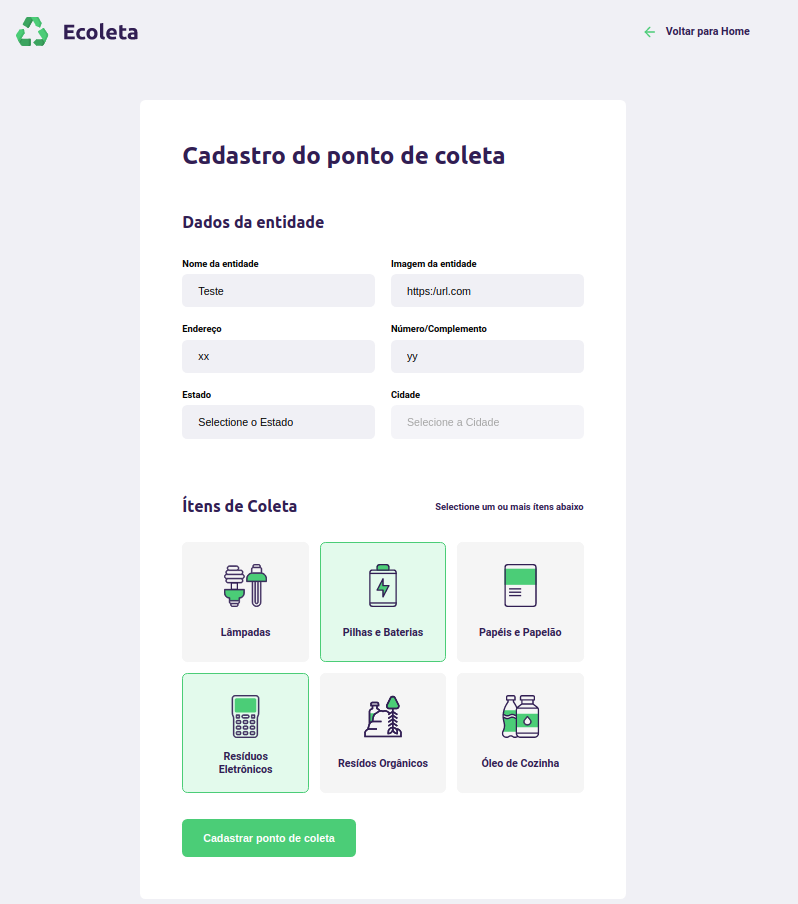 Ecoleta
Voltar para Home
Cadastro do ponto de coleta
Dados da entidade
Nome da entidade
Imagem da entidade
Teste
https:/url.com
Endereço
Número/Complemento
xx
yy
Estado
Cidade
Selecione o Estado
Selecione a Cidade
Ítens de Coleta
Selectione um ou mais ítens abaixo
Lâmpadas
Pilhas e Baterias
Papéis e Papelão
Resíduos
Eletrônicos
Resídos Orgânicos
Óleo de Cozinha
Cadastrar ponto de coleta